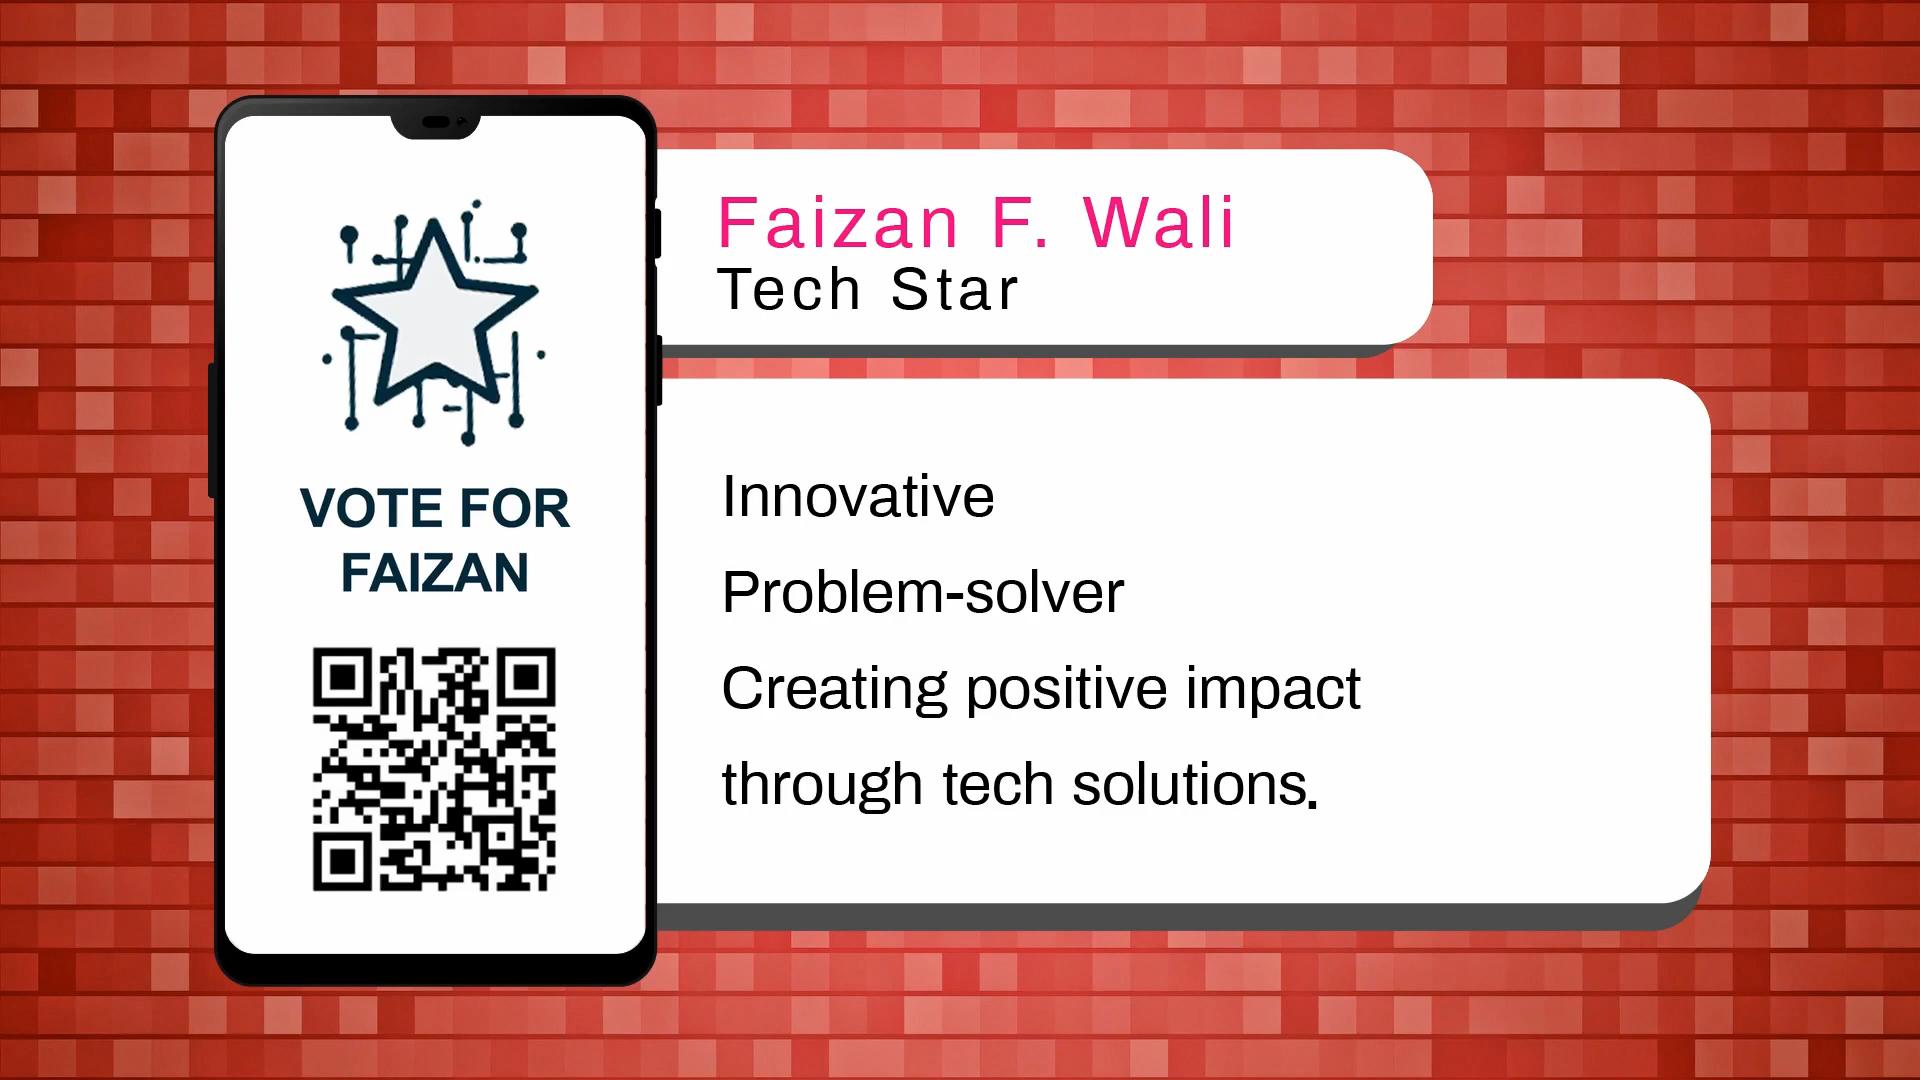 VOTE FOR
FAIZAN
Faizan F. Wali
Tech Star
Innovative
Problem-solver
Creating positive impact
through tech solutions.